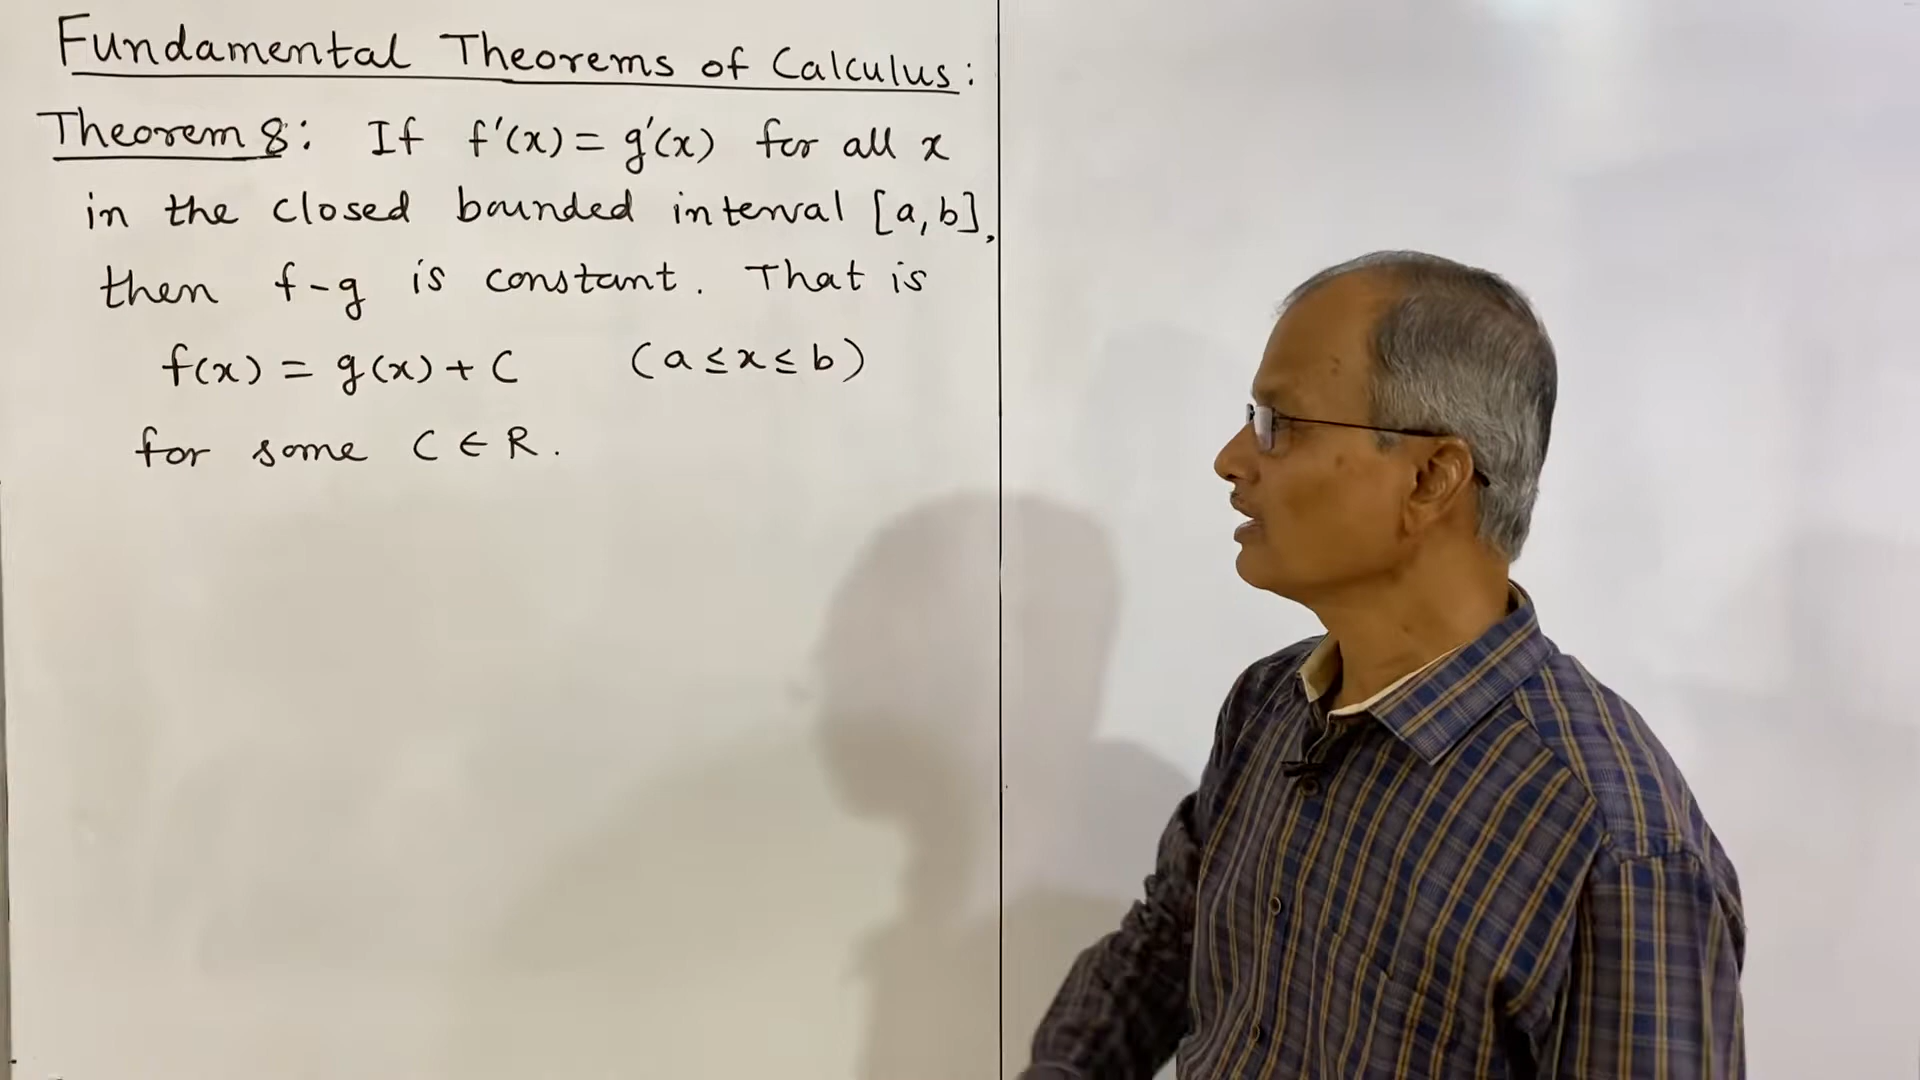 Fundamental Theorems of Calculus:
Theorem 8: If f'(x) = g'(x) for all x
in the closed bounded interval [a, b],
then f - g is constant. That is
f(x) = g(x) + C (a ≤ x ≤ b)
for some C ∈ R.